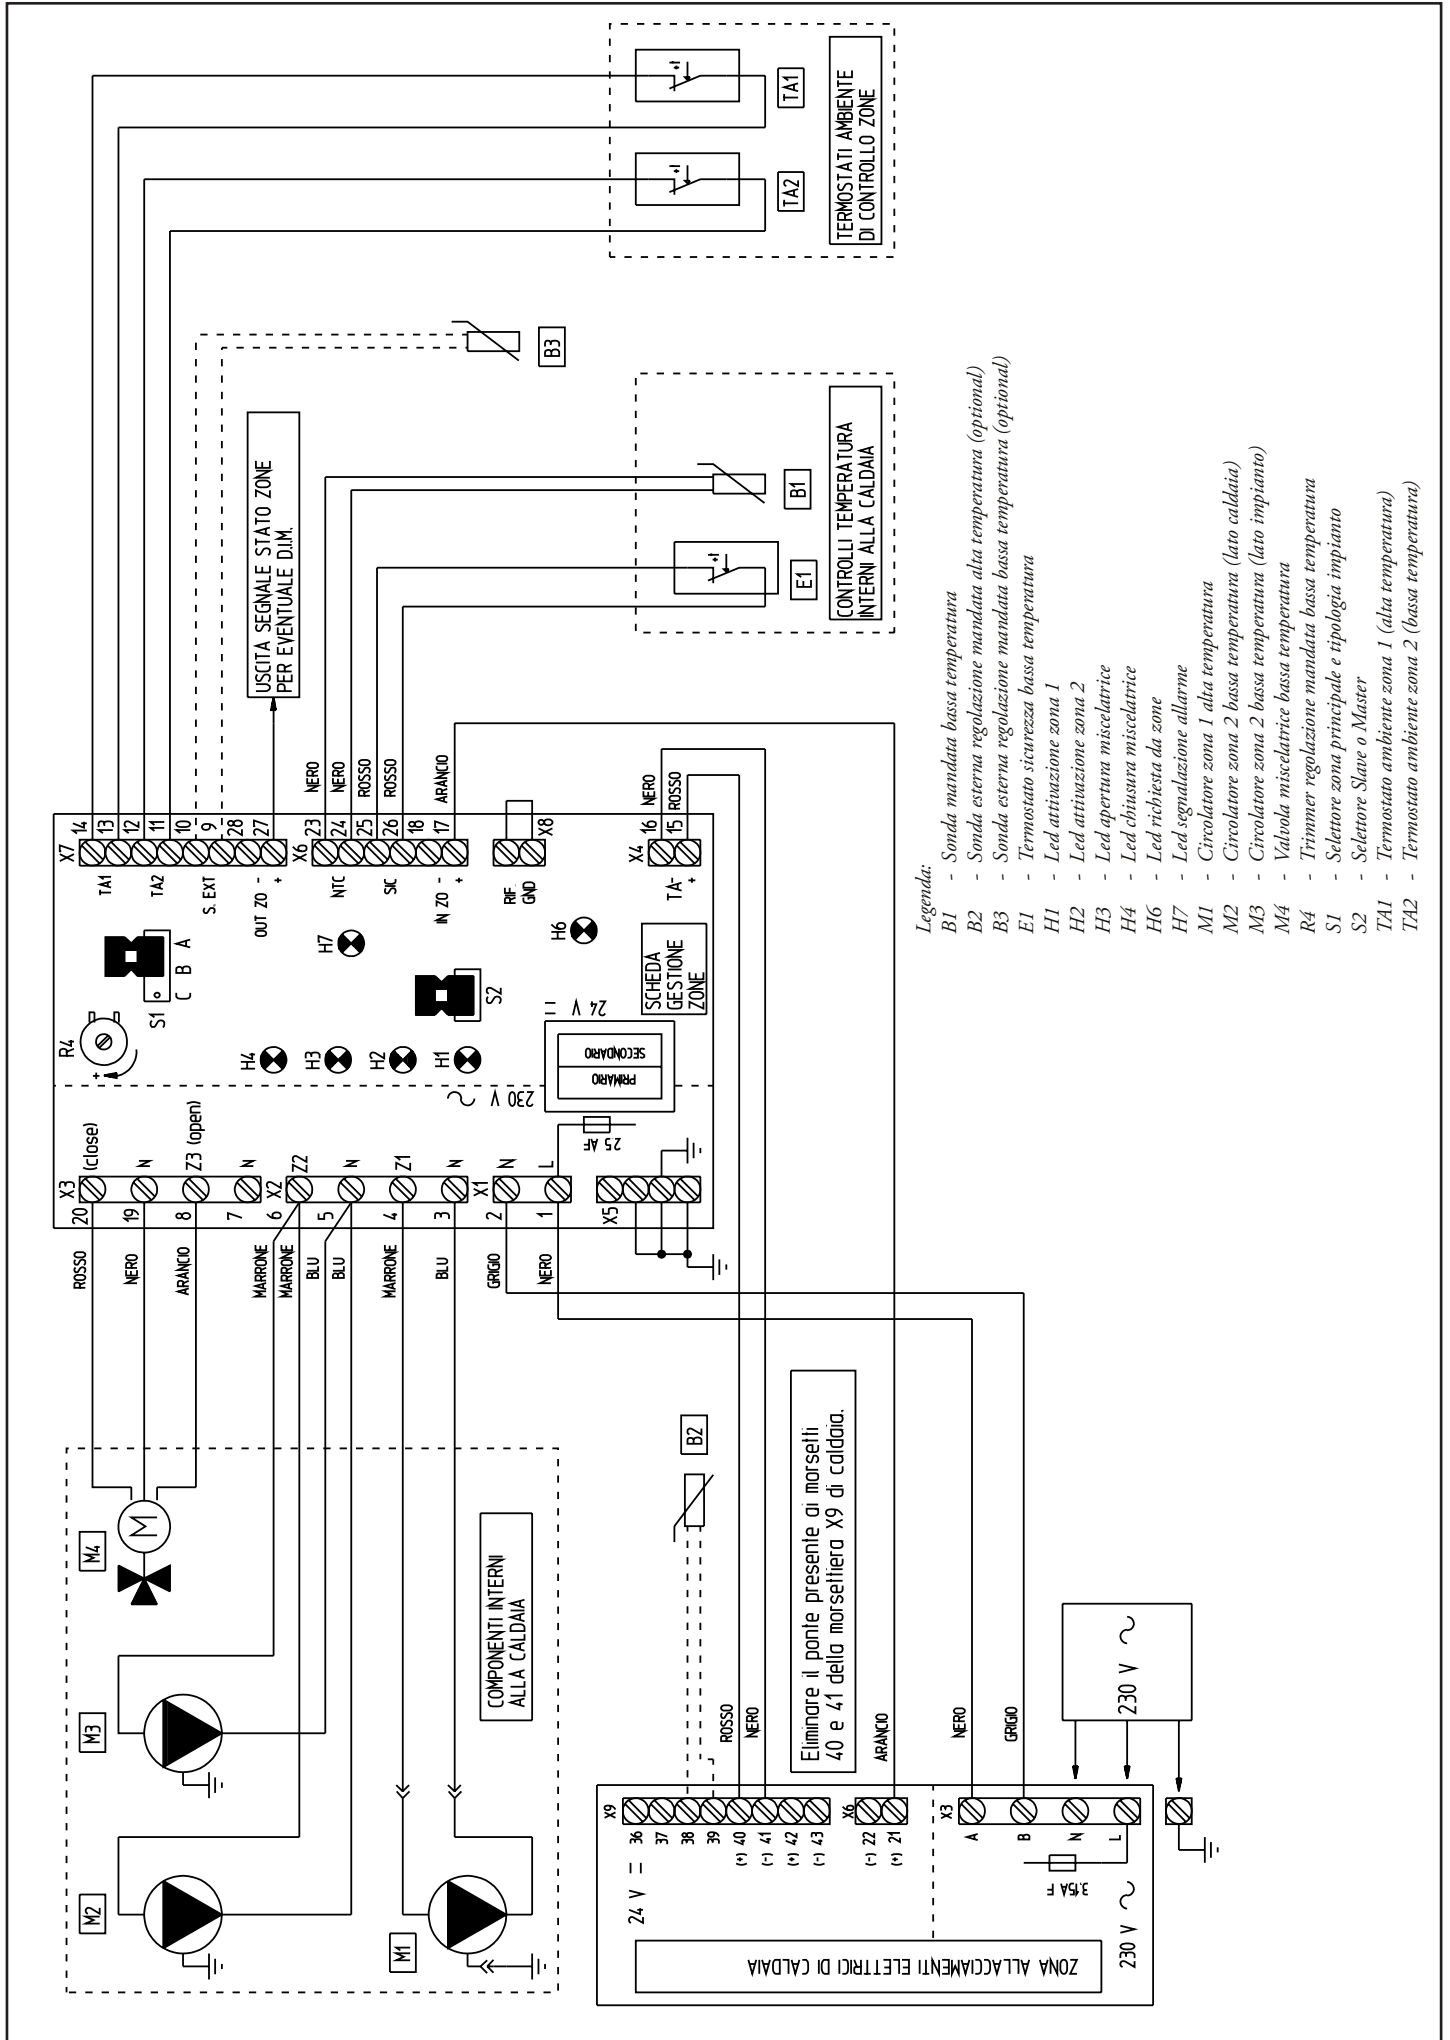 TERMOSTATI AMBIENTE
DI CONTROLLO ZONE
TA1
TA2
B3
USCITA SEGNALE STATO ZONE
PER EVENTUALE D.I.M.
CONTROLLI TEMPERATURA
INTERNI ALLA CALDAIA
B1
E1
NERO
NERO
ROSSO
ROSSO
ARANCIO
NERO
ROSSO
X7
14
13
12
11
10
9
28
27
X6
23
24
25
26
18
17
X8
X4
16
15
TA1
TA2
S. EXT
OUT ZO -
+
NTC
SIC
IN ZO -
+
RIF.
GND
TA-
+
R4
+
S1
C B A
H7
H6
S2
H4
H3
H2
H1
SCHEDA
GESTIONE
ZONE
24 V
SECONDARIO
PRIMARIO
230 V
2.5 AF
X3
(close)
N
Z3 (open)
N
X2
Z2
N
Z1
N
X1
N
L
X5
20
19
8
7
6
5
4
3
2
1
ROSSO
NERO
ARANCIO
MARRONE
MARRONE
BLU
BLU
MARRONE
BLU
GRIGIO
NERO
M4
M
M3
M2
M1
COMPONENTI INTERNI
ALLA CALDAIA
B2
Eliminare il ponte presente ai morsetti
40 e 41 della morsettiera X9 di caldaia.
ROSSO
NERO
ARANCIO
NERO
GRIGIO
X9
36
37
38
39
(+) 40
(-) 41
(+) 42
(-) 43
X6
(-) 22
(+) 21
X3
A
B
N
L
24 V
3.15A F
230 V
230 V
ZONA ALLACCIAMENTI ELETTRICI DI CALDAIA
Legenda:
B1 - Sonda mandata bassa temperatura
B2 - Sonda esterna regolazione mandata alta temperatura (optional)
B3 - Sonda esterna regolazione mandata bassa temperatura (optional)
E1 - Termostato sicurezza bassa temperatura
H1 - Led attivazione zona 1
H2 - Led attivazione zona 2
H3 - Led apertura miscelatrice
H4 - Led chiusura miscelatrice
H6 - Led richiesta da zone
H7 - Led segnalazione allarme
M1 - Circolatore zona 1 alta temperatura
M2 - Circolatore zona 2 bassa temperatura (lato caldaia)
M3 - Circolatore zona 2 bassa temperatura (lato impianto)
M4 - Valvola miscelatrice bassa temperatura
R4 - Trimmer regolazione mandata bassa temperatura
S1 - Selettore zona principale e tipologia impianto
S2 - Selettore Slave o Master
TA1 - Termostato ambiente zona 1 (alta temperatura)
TA2 - Termostato ambiente zona 2 (bassa temperatura)